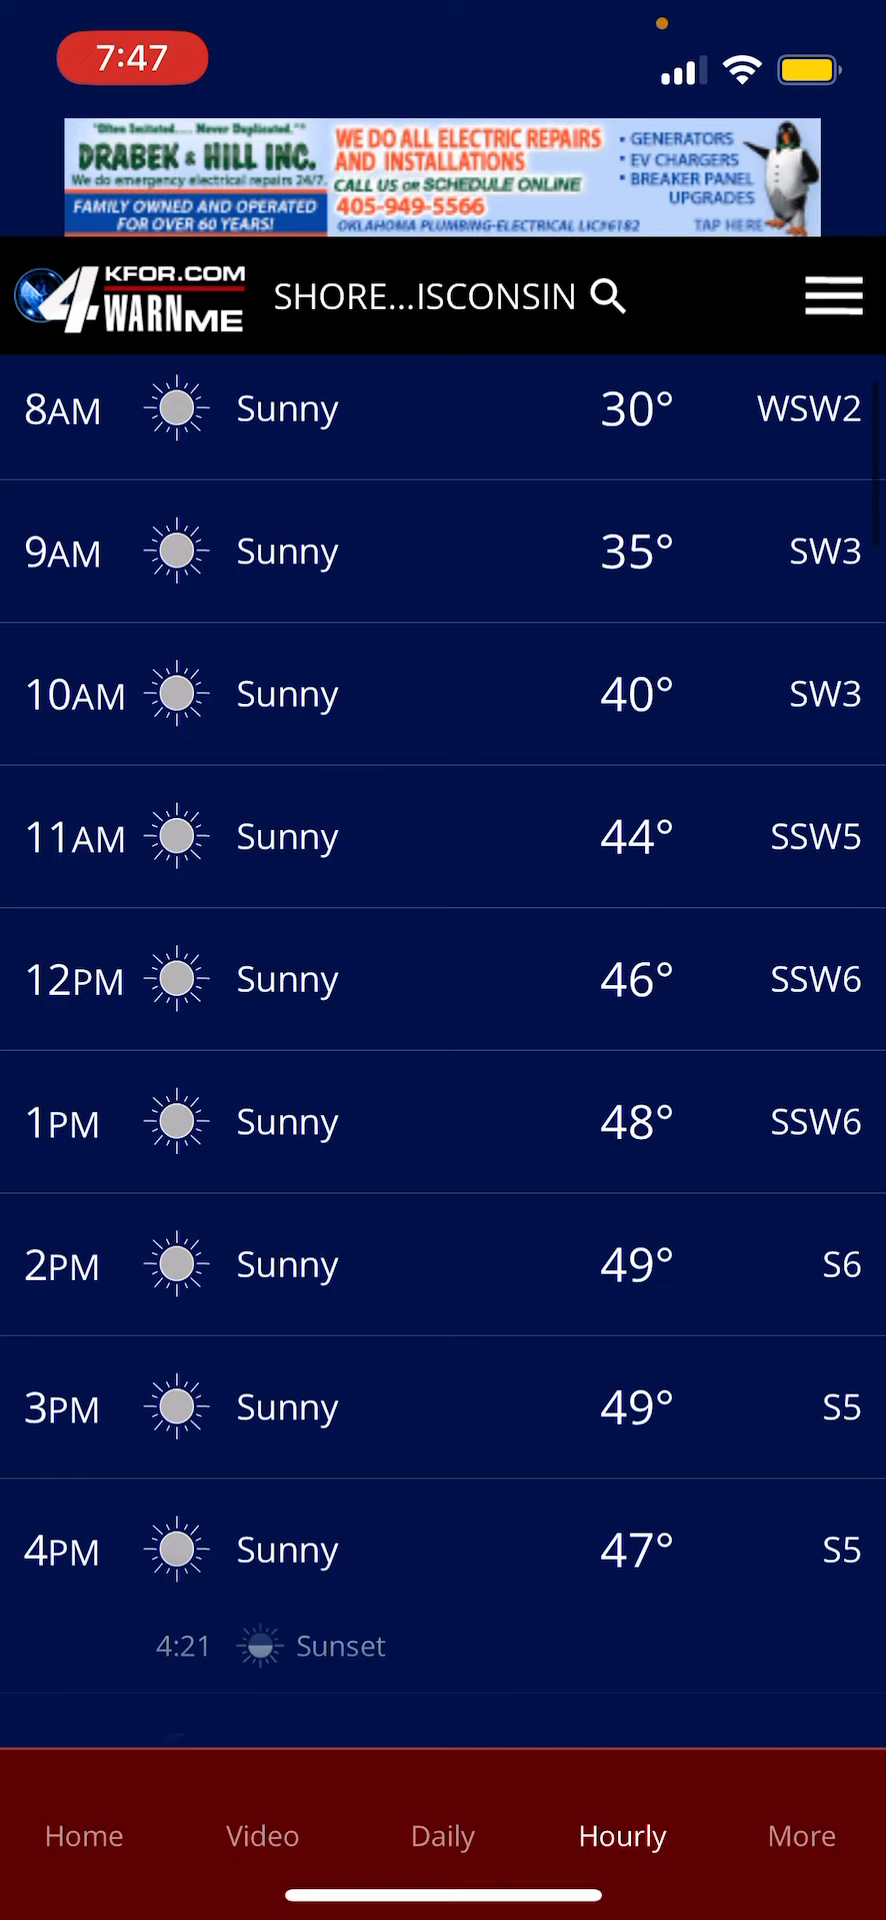 7:47
"Often Imitated..... Never Duplicated."®
DRABEK & HILL INC.
We do emergency electrical repairs 24/7.
FAMILY OWNED AND OPERATED
FOR OVER 60 YEARS!
WE DO ALL ELECTRIC REPAIRS
AND INSTALLATIONS
CALL US or SCHEDULE ONLINE
405-949-5566
OKLAHOMA PLUMBING-ELECTRICAL LIC#6182
• GENERATORS
• EV CHARGERS
• BREAKER PANEL
UPGRADES
TAP HERE
4 KFOR.COM
WARN ME
SHORE...ISCONSIN
8AM Sunny 30° WSW2
9AM Sunny 35° SW3
10AM Sunny 40° SW3
11AM Sunny 44° SSW5
12PM Sunny 46° SSW6
1PM Sunny 48° SSW6
2PM Sunny 49° S6
3PM Sunny 49° S5
4PM Sunny 47° S5
4:21 Sunset
Home Video Daily Hourly More